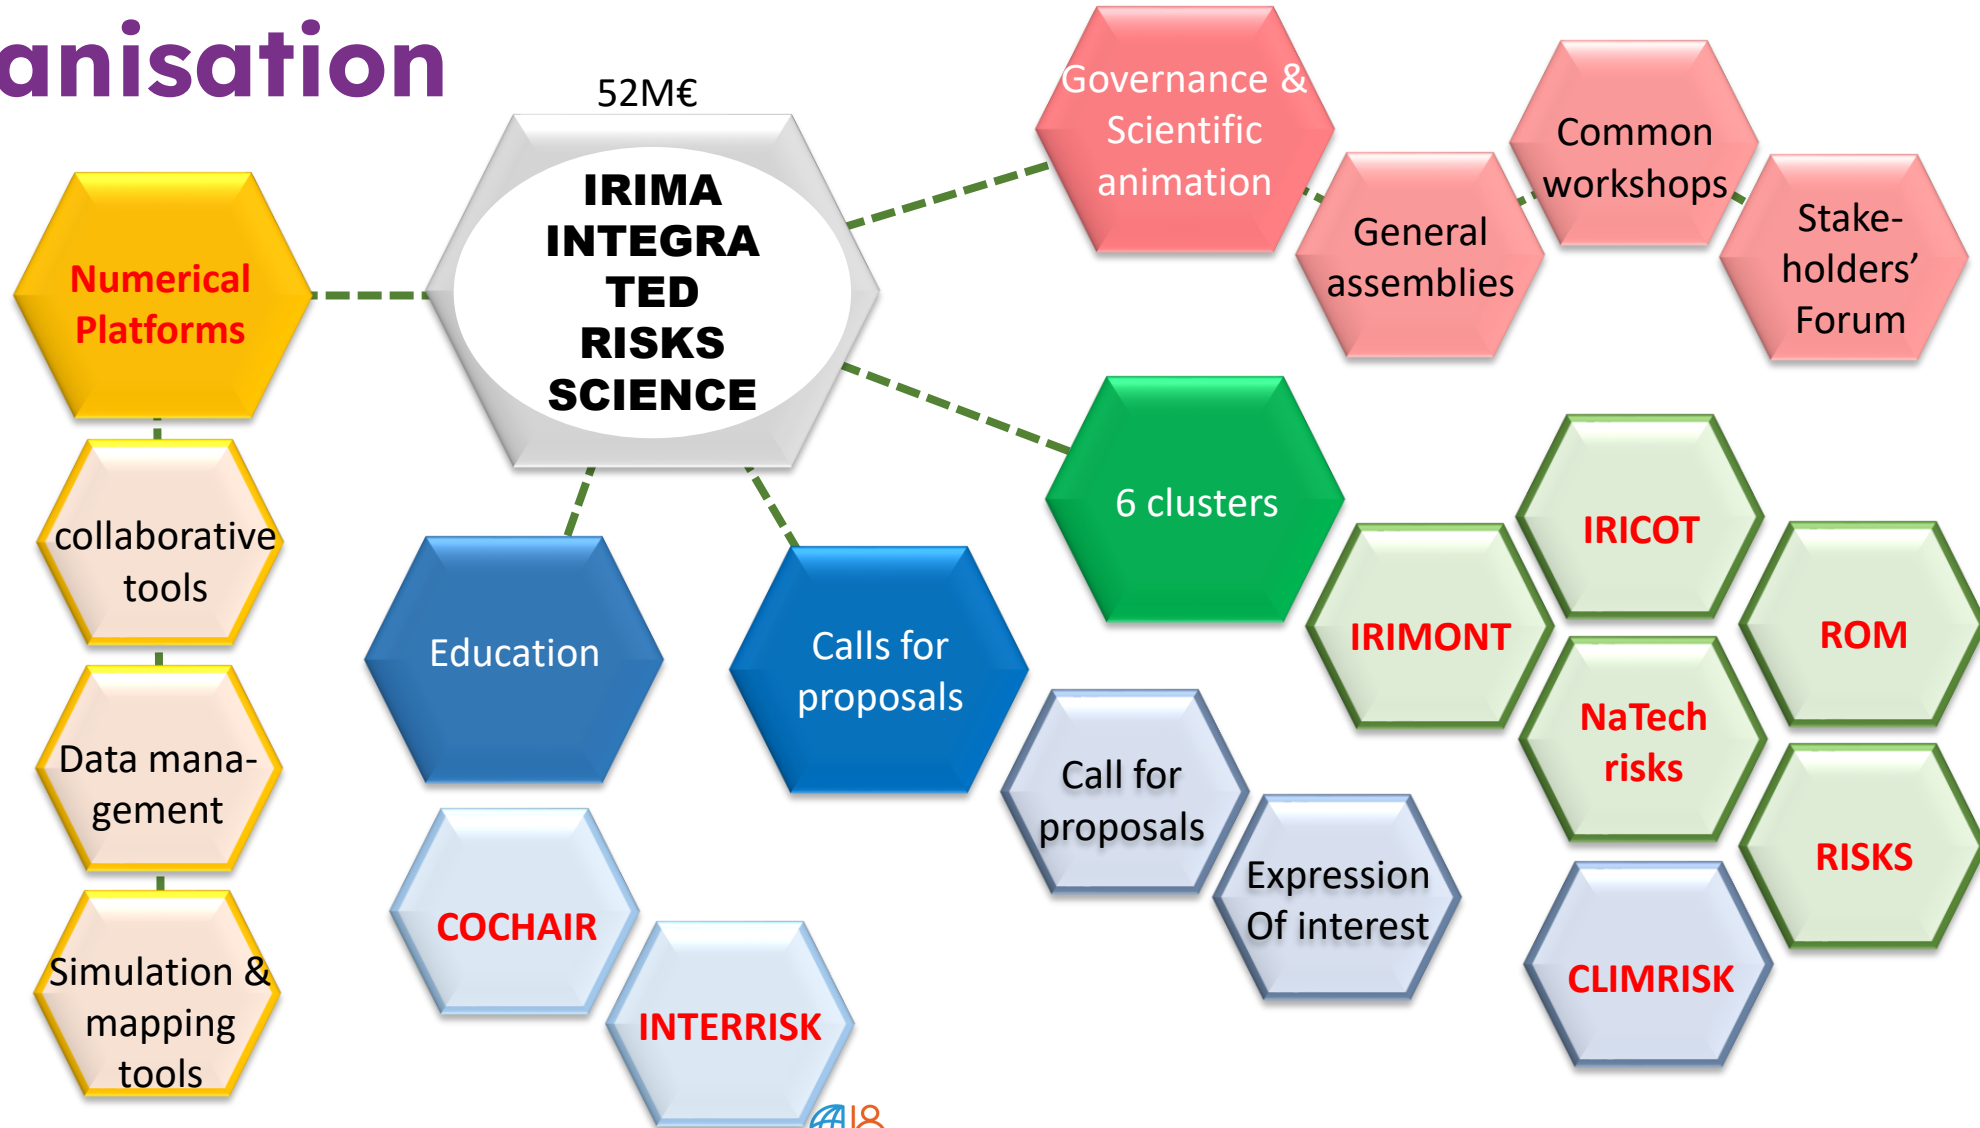 anisation
52M€
IRIMA
INTEGRA
TED
RISKS
SCIENCE
Numerical
Platforms
collaborative
tools
Data mana-
gement
Simulation &
mapping
tools
Governance &
Scientific
animation
General
assemblies
Common
workshops
Stake-
holders’
Forum
6 clusters
IRIMONT
IRICOT
ROM
NaTech
risks
RISKS
CLIMRISK
Education
COCHAIR
INTERRISK
Calls for
proposals
Call for
proposals
Expression
Of interest